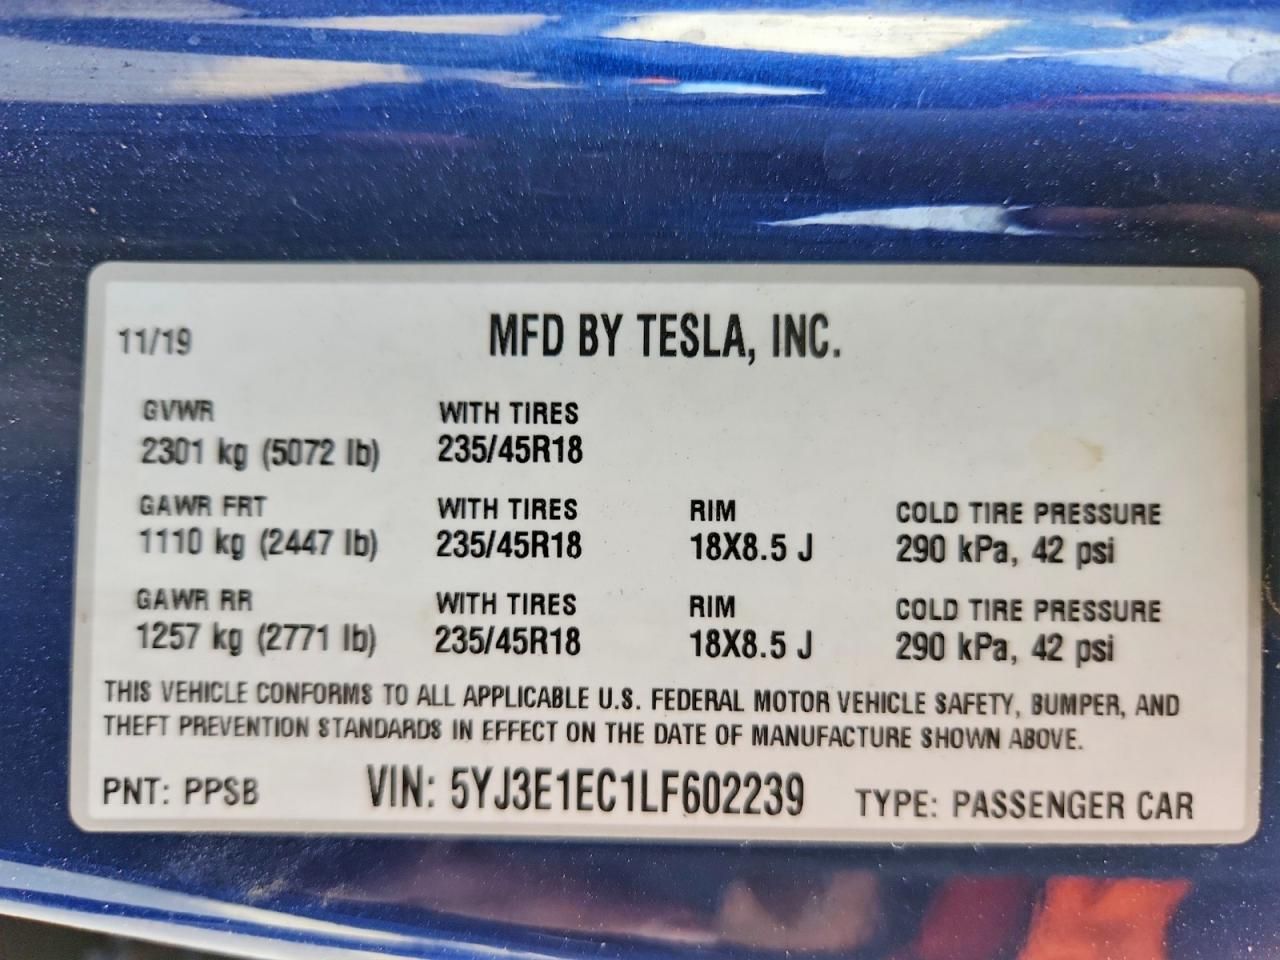 11/19 MFD BY TESLA, INC.
GVWR WITH TIRES
2301 kg (5072 lb) 235/45R18
GAWR FRT WITH TIRES RIM COLD TIRE PRESSURE
1110 kg (2447 lb) 235/45R18 18X8.5 J 290 kPa, 42 psi
GAWR RR WITH TIRES RIM COLD TIRE PRESSURE
1257 kg (2771 lb) 235/45R18 18X8.5 J 290 kPa, 42 psi
THIS VEHICLE CONFORMS TO ALL APPLICABLE U.S. FEDERAL MOTOR VEHICLE SAFETY, BUMPER, AND
THEFT PREVENTION STANDARDS IN EFFECT ON THE DATE OF MANUFACTURE SHOWN ABOVE.
PNT: PPSB VIN: 5YJ3E1EC1LF602239 TYPE: PASSENGER CAR